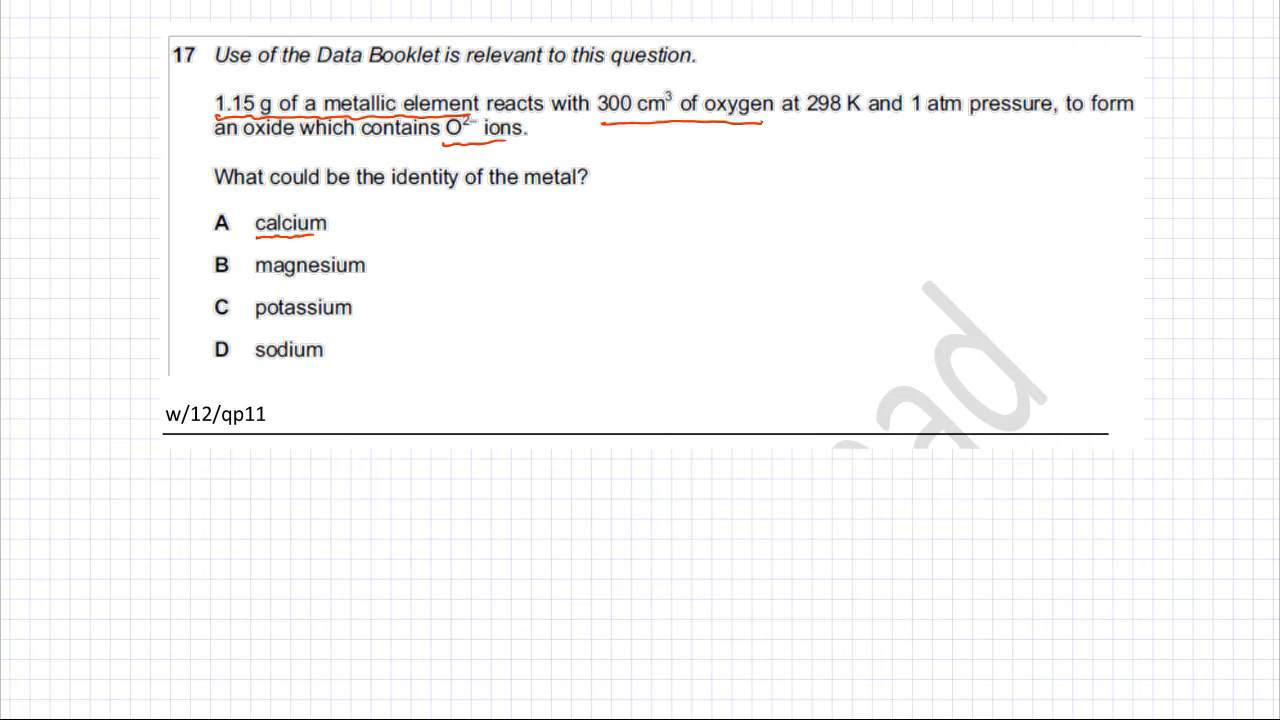 17 Use of the Data Booklet is relevant to this question.
1.15 g of a metallic element reacts with 300 cm³ of oxygen at 298 K and 1 atm pressure, to form
an oxide which contains O²⁻ ions.
What could be the identity of the metal?
A calcium
B magnesium
C potassium
D sodium
w/12/qp11